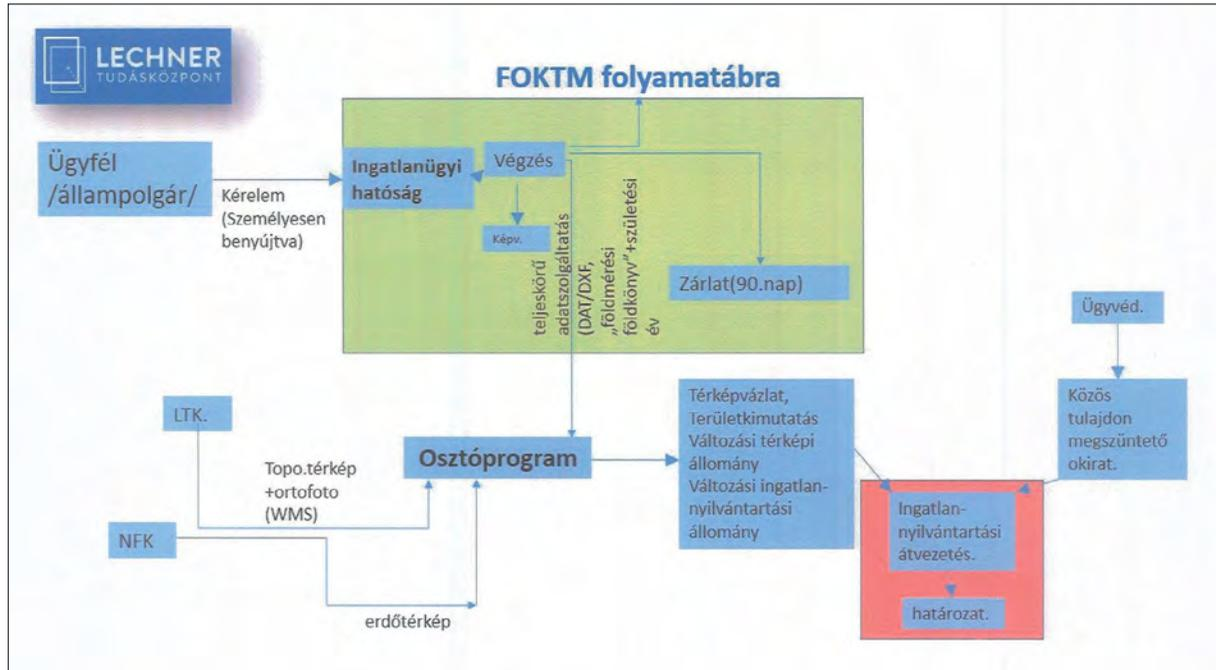 LECHNER
TUDÁSKÖZPONT
FOKTM folyamatábra
Ügyfél
/állampolgár/
Kérelem
(Személyesen
benyújtva)
Ingatlanügyi
hatóság
Végzés
Képv.
teljeskörű
adatszolgáltatás
(DAT/DXF,
„földmérési
földkönyv”+születési
év
Zárlat(90.nap)
Ügyvéd.
LTK.
Topo.térkép
+ortofoto
(WMS)
NFK
erdőtérkép
Osztóprogram
Térképvázlat,
Területkimutatás
Változási térképi
állomány
Változási ingatlan-
nyilvántartási
állomány
Közös
tulajdon
megszüntető
okirat.
Ingatlan-
nyilvántartási
átvezetés.
határozat.